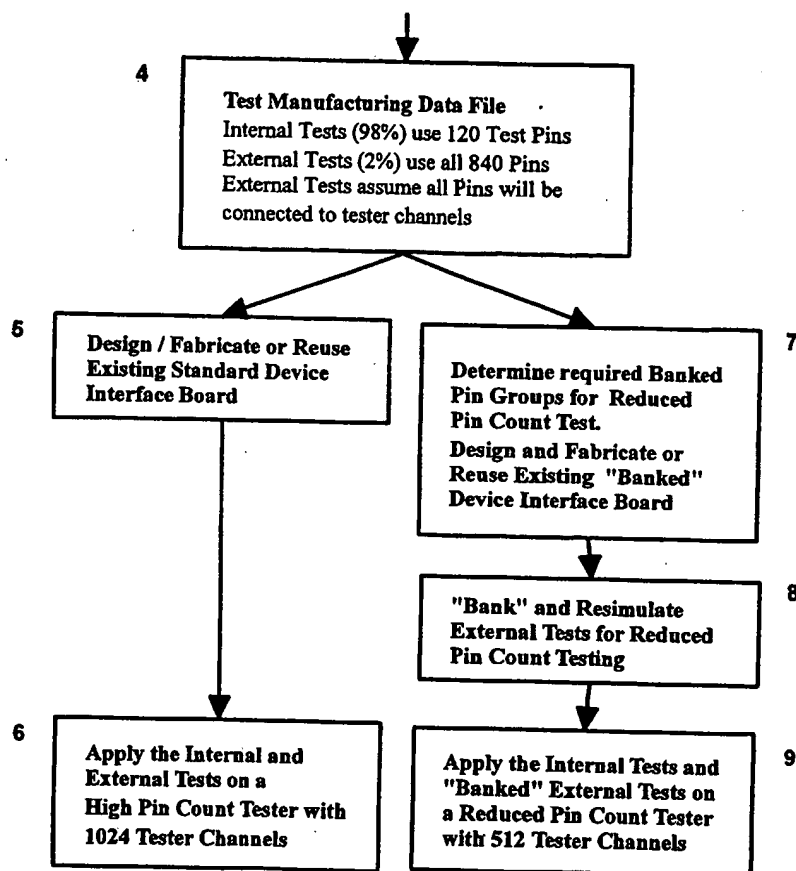 4
Test Manufacturing Data File
Internal Tests (98%) use 120 Test Pins
External Tests (2%) use all 840 Pins
External Tests assume all Pins will be
connected to tester channels
5
Design / Fabricate or Reuse
Existing Standard Device
Interface Board
7
Determine required Banked
Pin Groups for Reduced
Pin Count Test.
Design and Fabricate or
Reuse Existing "Banked"
Device Interface Board
8
"Bank" and Resimulate
External Tests for Reduced
Pin Count Testing
6
Apply the Internal and
External Tests on a
High Pin Count Tester with
1024 Tester Channels
9
Apply the Internal Tests and
"Banked" External Tests on
a Reduced Pin Count Tester
with 512 Tester Channels